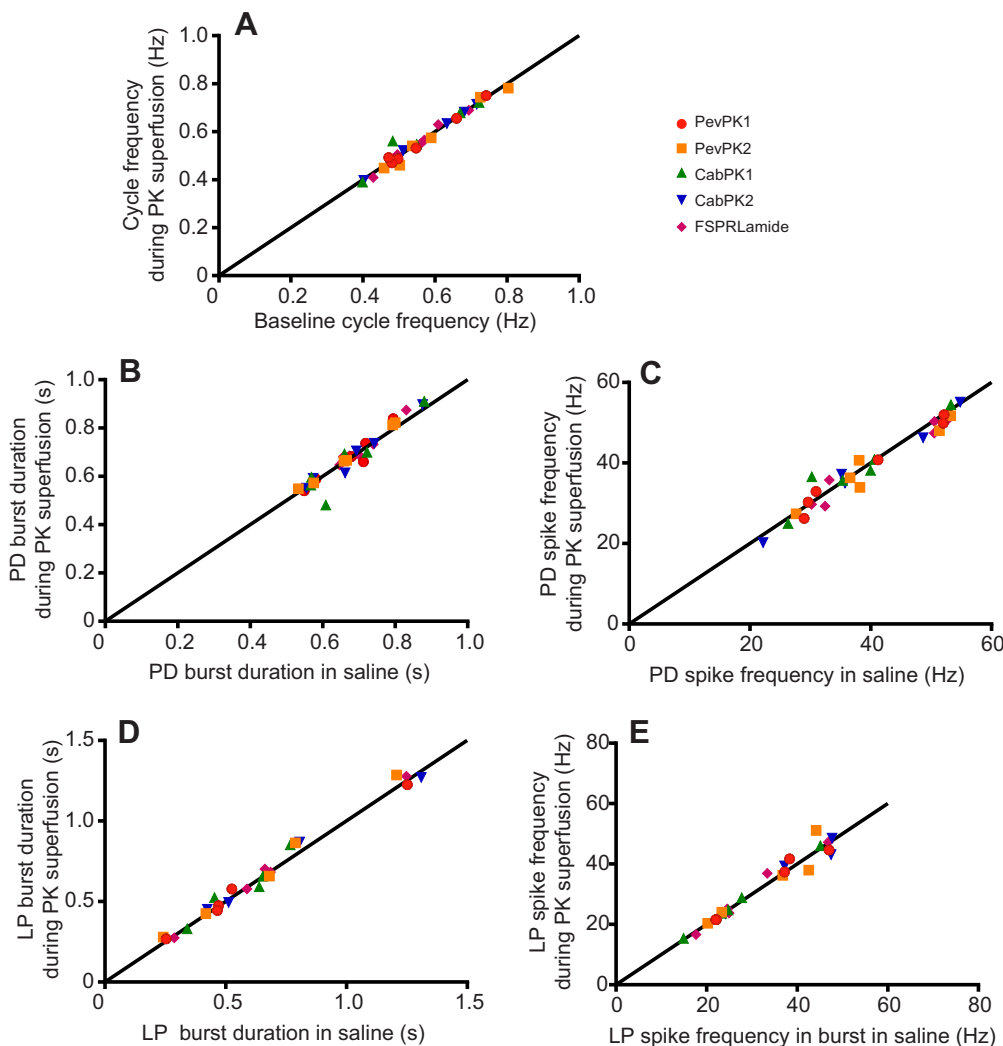 A
Cycle frequency
during PK superfusion (Hz)
1.0
0.8
0.6
0.4
0.2
0
0
0.2
0.4
0.6
0.8
1.0
Baseline cycle frequency (Hz)
PevPK1
PevPK2
CabPK1
CabPK2
FSPRLamide
B
PD burst duration
during PK superfusion (s)
1.0
0.8
0.6
0.4
0.2
0
0
0.2
0.4
0.6
0.8
1.0
PD burst duration in saline (s)
C
PD spike frequency
during PK superfusion (Hz)
60
40
20
0
0
20
40
60
PD spike frequency in saline (Hz)
D
LP burst duration
during PK superfusion (s)
1.5
1.0
0.5
0
0
0.5
1.0
1.5
LP burst duration in saline (s)
E
LP spike frequency
during PK superfusion (Hz)
80
60
40
20
0
0
20
40
60
80
LP spike frequency in burst in saline (Hz)